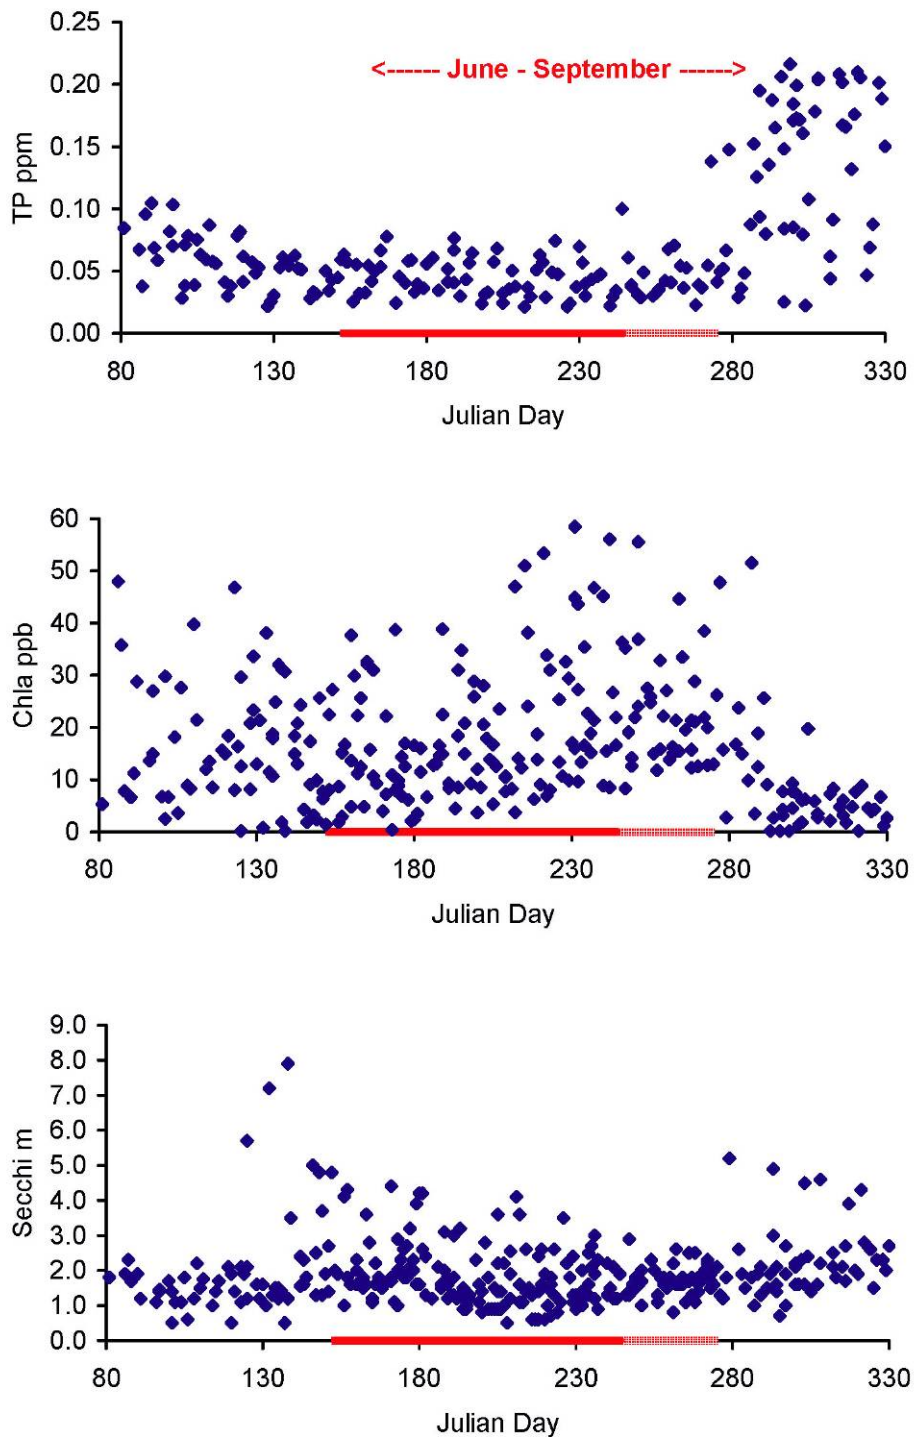 0.25
<------ June - September ------>
0.20
0.15
TP ppm
0.10
0.05
0.00
80 130 180 230 280 330
Julian Day
60
50
40
Chla ppb
30
20
10
0
80 130 180 230 280 330
Julian Day
9.0
8.0
7.0
6.0
5.0
Secchi m
4.0
3.0
2.0
1.0
0.0
80 130 180 230 280 330
Julian Day